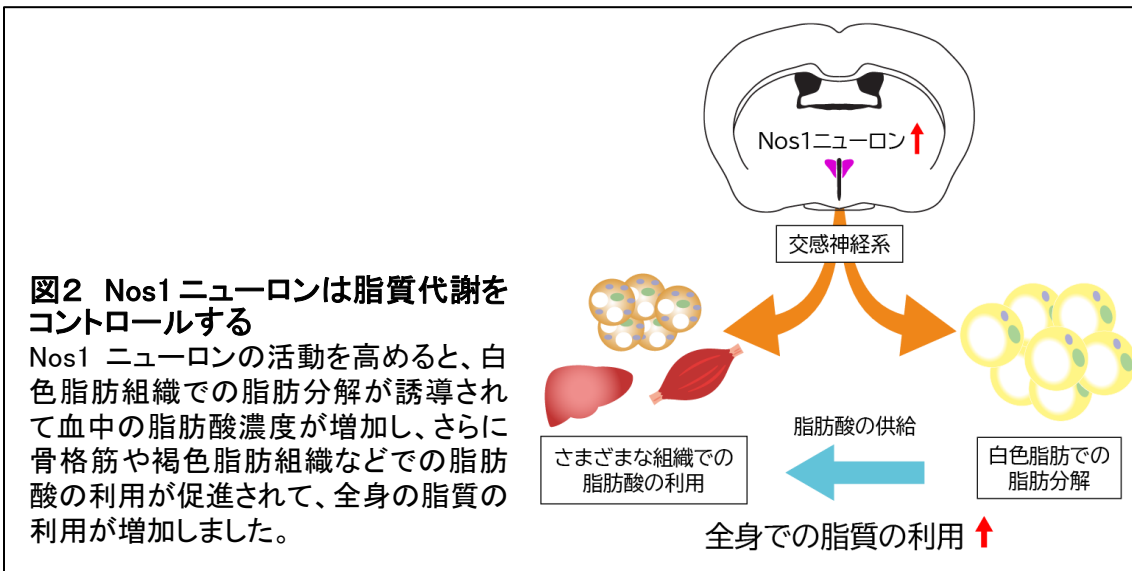 図2 Nos1 ニューロンは脂質代謝を
コントロールする
Nos1 ニューロンの活動を高めると、白
色脂肪組織での脂肪分解が誘導され
て血中の脂肪酸濃度が増加し、さらに
骨格筋や褐色脂肪組織などでの脂肪
酸の利用が促進されて、全身の脂質の
利用が増加しました。
Nos1ニューロン
交感神経系
脂肪酸の供給
さまざまな組織での
脂肪酸の利用
白色脂肪での
脂肪分解
全身での脂質の利用